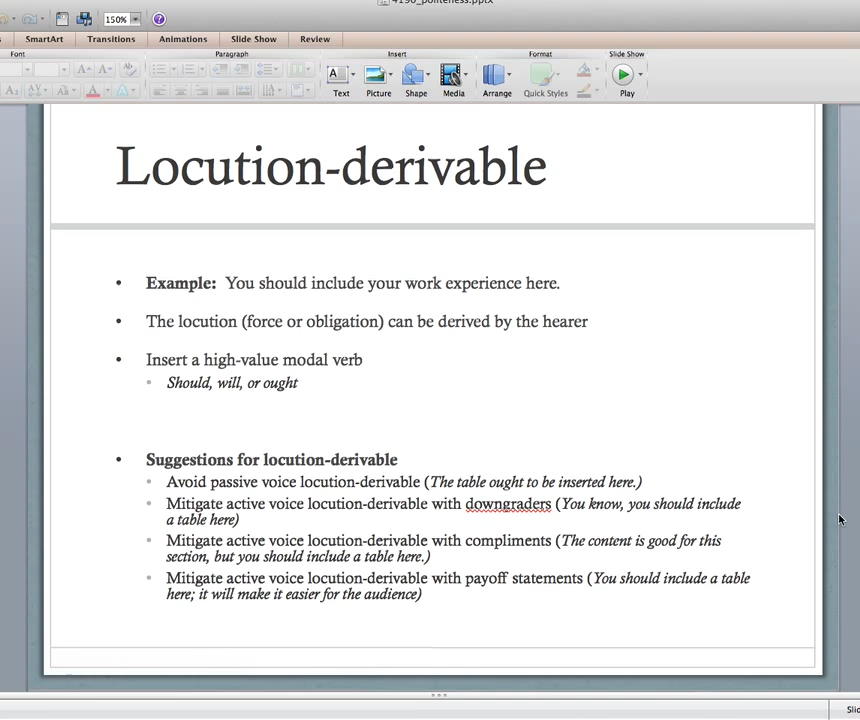 4190_politeness.pptx
150%
SmartArt Transitions Animations Slide Show Review
Font Paragraph Insert Format Slide Show
Text Picture Shape Media Arrange Quick Styles Play
Locution-derivable
• Example: You should include your work experience here.
• The locution (force or obligation) can be derived by the hearer
• Insert a high-value modal verb
• Should, will, or ought
• Suggestions for locution-derivable
• Avoid passive voice locution-derivable (The table ought to be inserted here.)
• Mitigate active voice locution-derivable with downgraders (You know, you should include
a table here)
• Mitigate active voice locution-derivable with compliments (The content is good for this
section, but you should include a table here.)
• Mitigate active voice locution-derivable with payoff statements (You should include a table
here; it will make it easier for the audience)